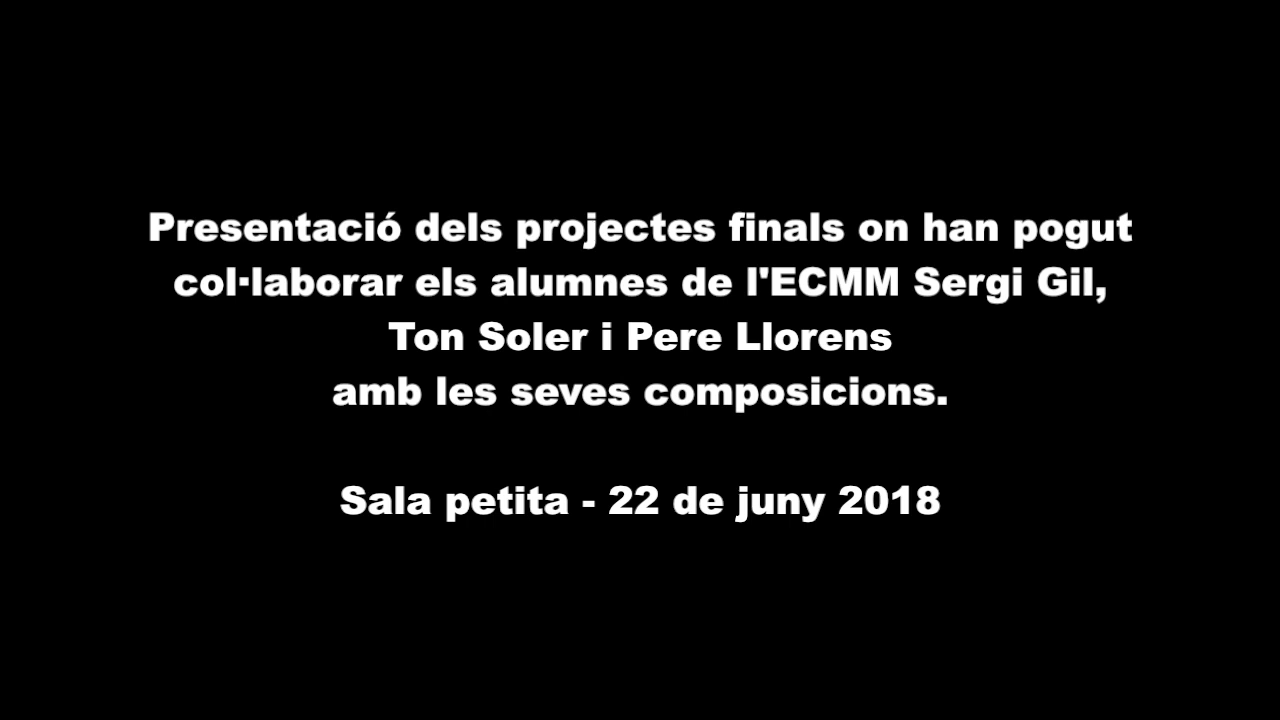 Presentació dels projectes finals on han pogut
col·laborar els alumnes de l'ECMM Sergi Gil,
Ton Soler i Pere Llorens
amb les seves composicions.
Sala petita - 22 de juny 2018